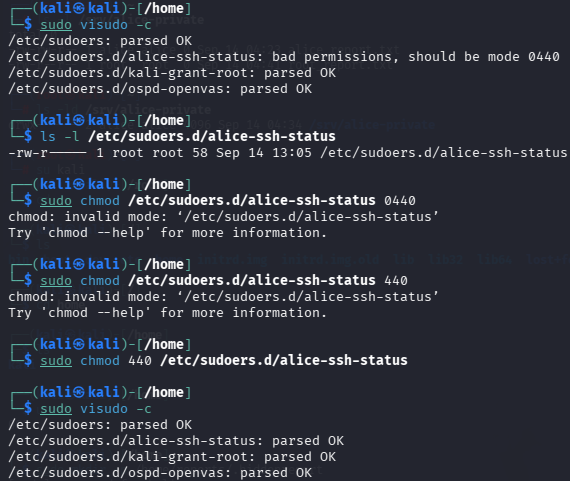 ┌──(kali㉿kali)-[/home]
└─$ sudo visudo -c
/etc/sudoers: parsed OK
/etc/sudoers.d/alice-ssh-status: bad permissions, should be mode 0440
/etc/sudoers.d/kali-grant-root: parsed OK
/etc/sudoers.d/ospd-openvas: parsed OK
┌──(kali㉿kali)-[/home]
└─$ ls -l /etc/sudoers.d/alice-ssh-status
-rw-r----- 1 root root 58 Sep 14 13:05 /etc/sudoers.d/alice-ssh-status
┌──(kali㉿kali)-[/home]
└─$ sudo chmod /etc/sudoers.d/alice-ssh-status 0440
chmod: invalid mode: ‘/etc/sudoers.d/alice-ssh-status’
Try 'chmod --help' for more information.
┌──(kali㉿kali)-[/home]
└─$ sudo chmod /etc/sudoers.d/alice-ssh-status 440
chmod: invalid mode: ‘/etc/sudoers.d/alice-ssh-status’
Try 'chmod --help' for more information.
┌──(kali㉿kali)-[/home]
└─$ sudo chmod 440 /etc/sudoers.d/alice-ssh-status
┌──(kali㉿kali)-[/home]
└─$ sudo visudo -c
/etc/sudoers: parsed OK
/etc/sudoers.d/alice-ssh-status: parsed OK
/etc/sudoers.d/kali-grant-root: parsed OK
/etc/sudoers.d/ospd-openvas: parsed OK